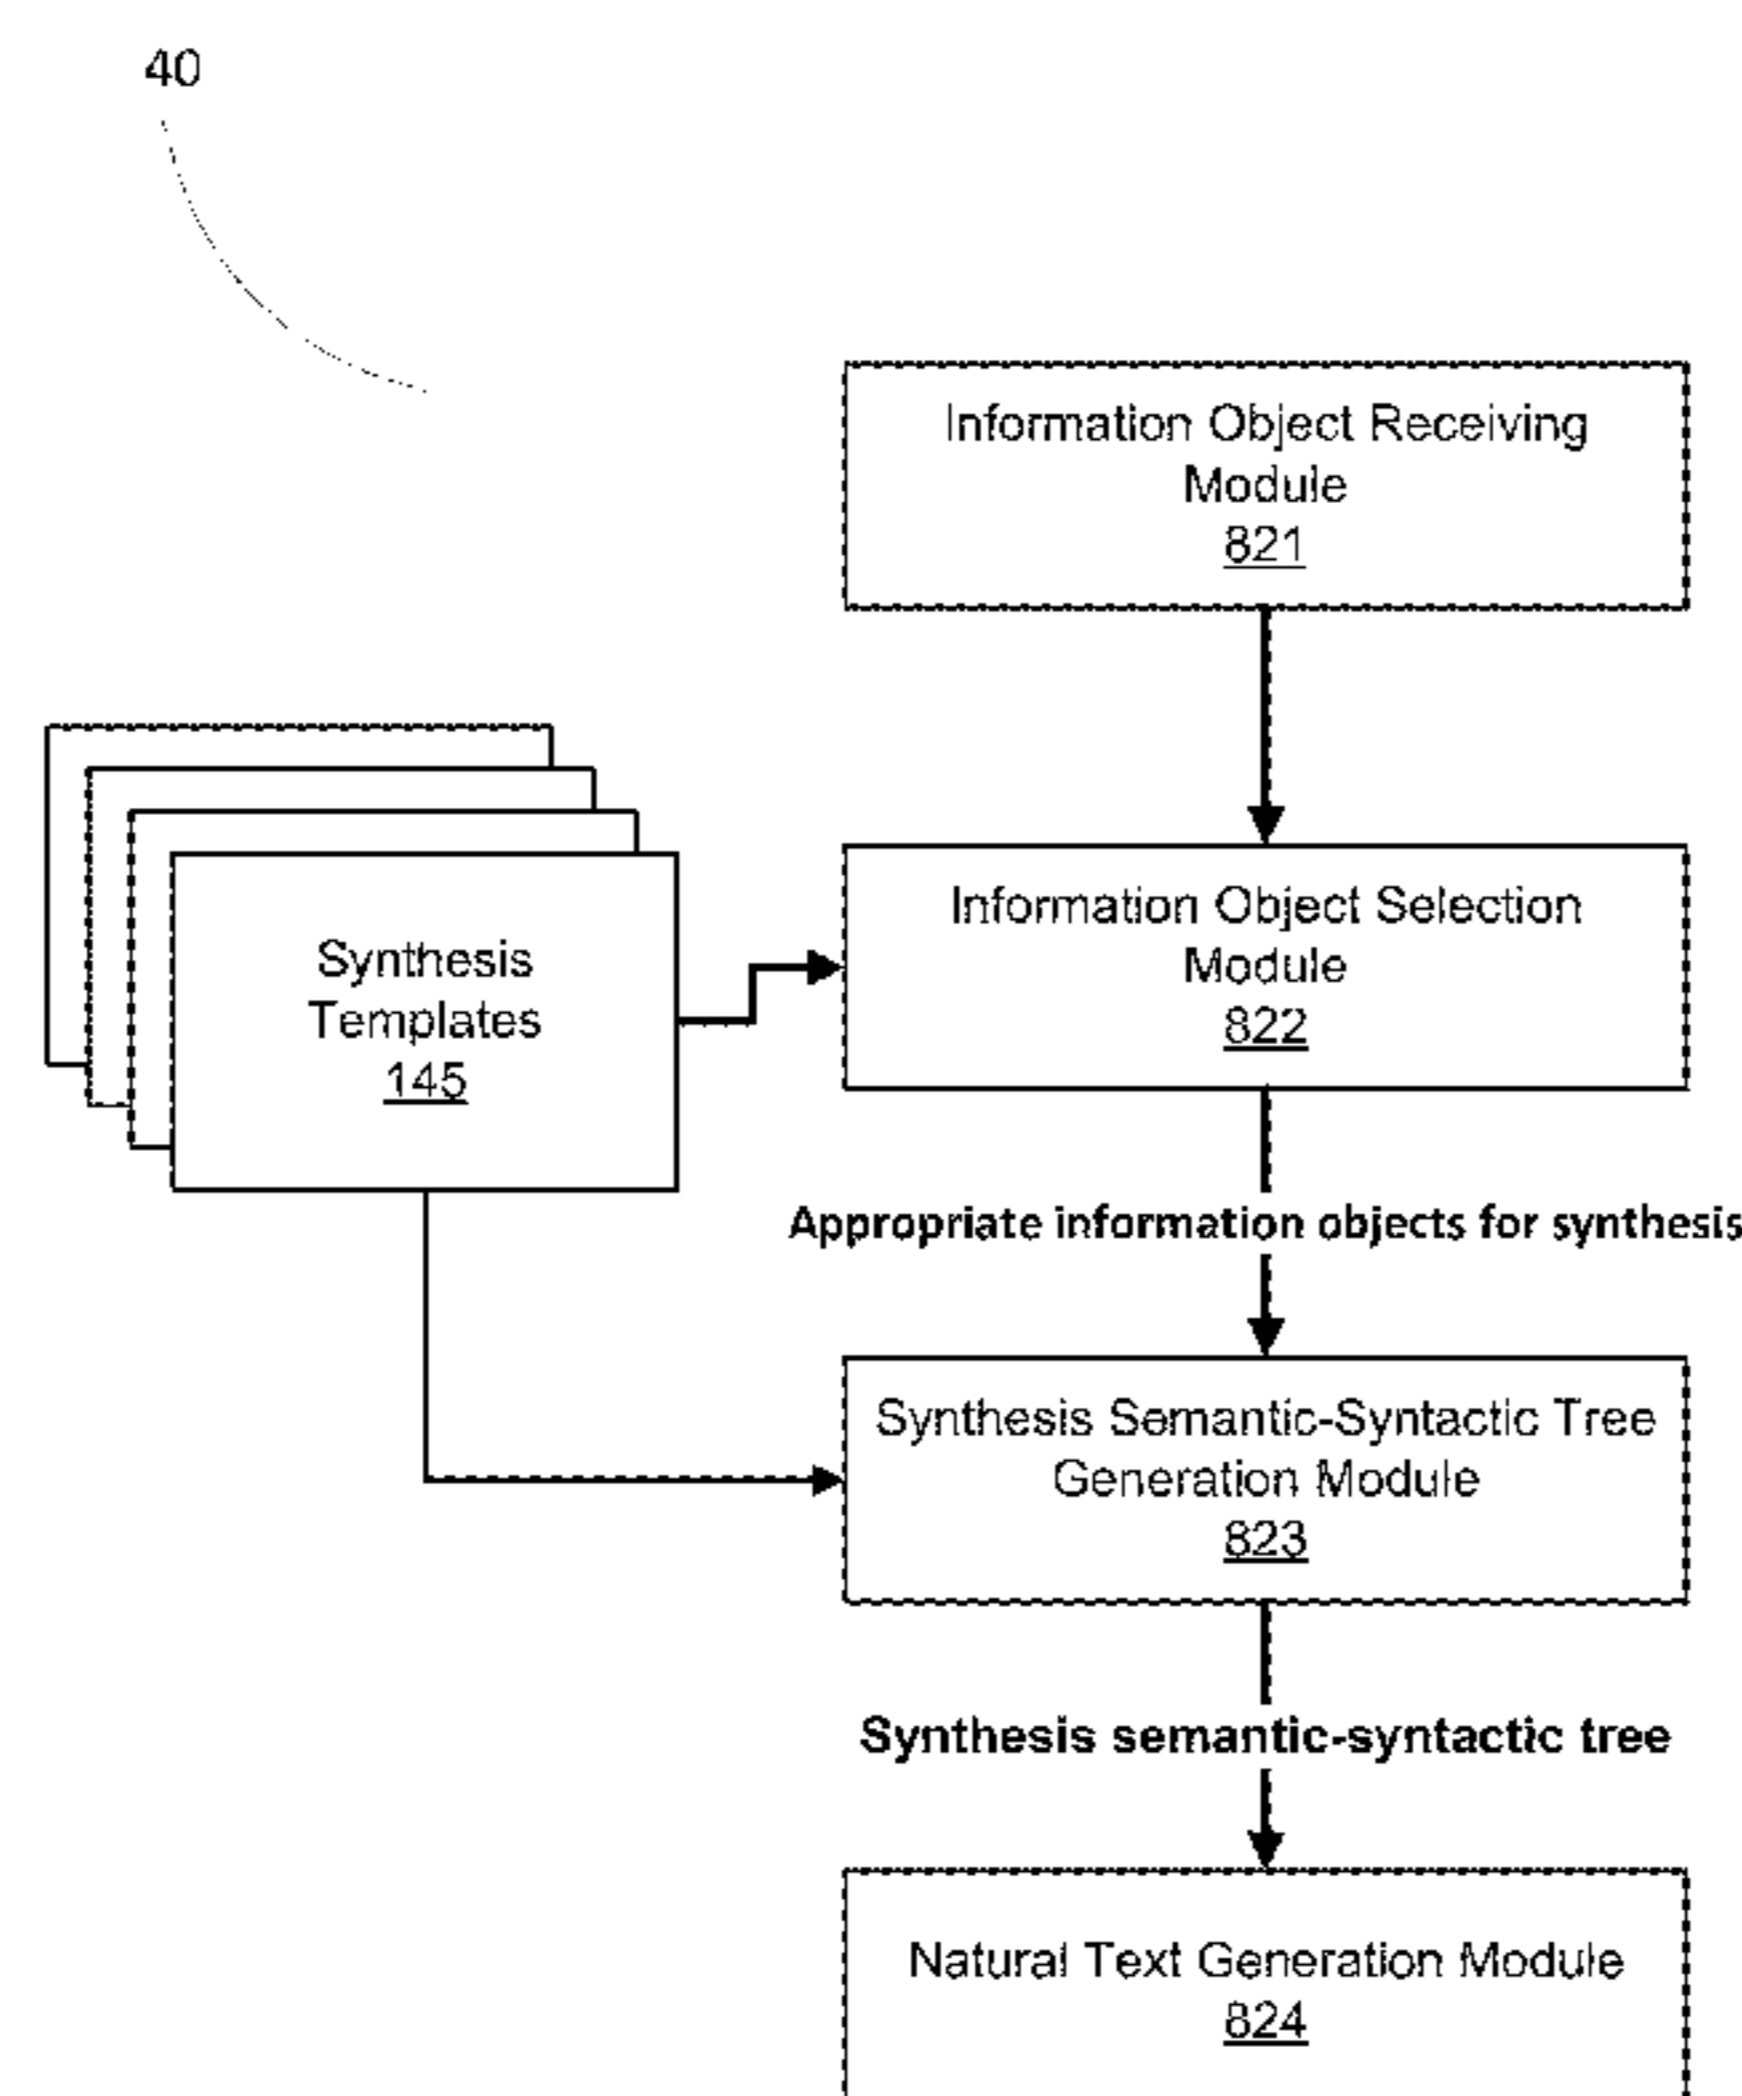 40
Information Object Receiving
Module
821
Synthesis
Templates
145
Information Object Selection
Module
822
Appropriate information objects for synthesis
Synthesis Semantic-Syntactic Tree
Generation Module
823
Synthesis semantic-syntactic tree
Natural Text Generation Module
824